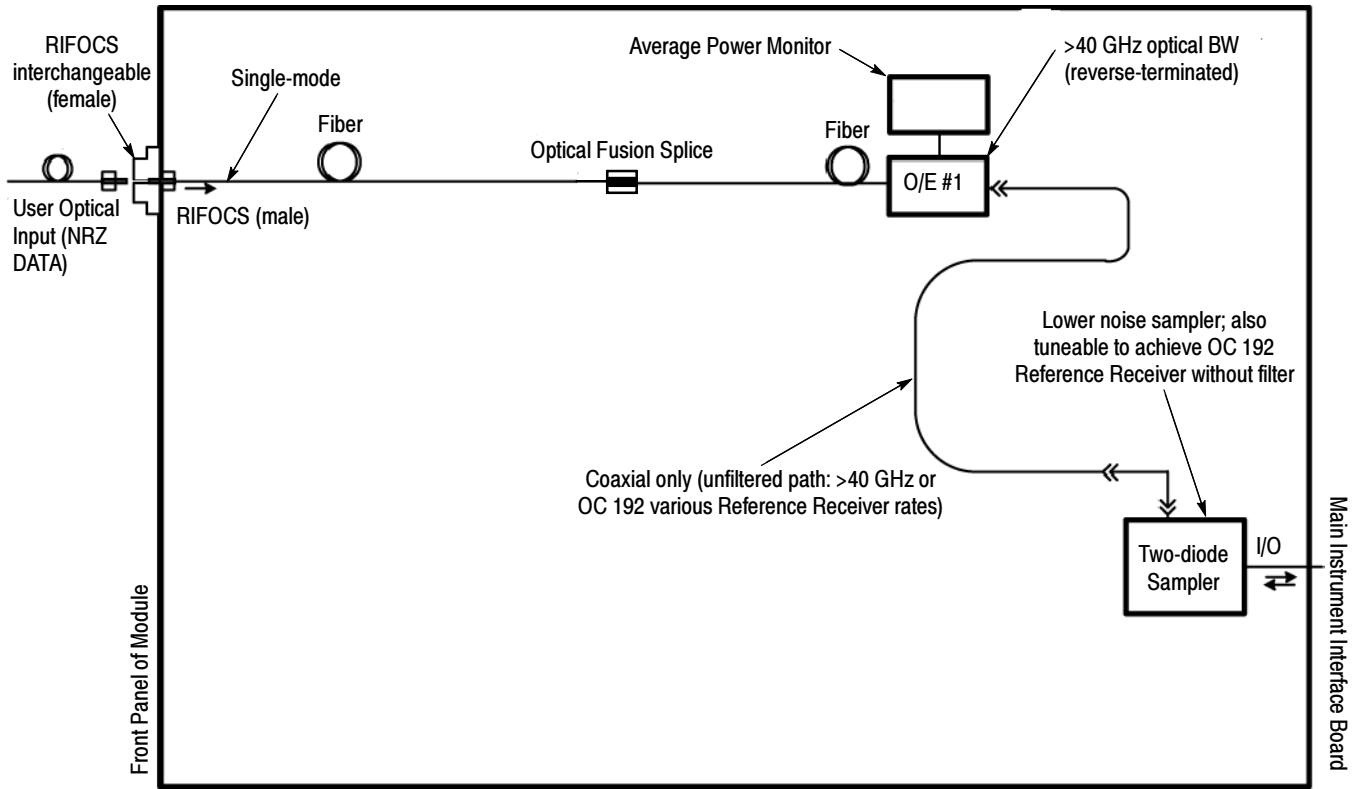 RIFOCS
interchangeable
(female)
Single-mode
Fiber
Optical Fusion Splice
Average Power Monitor
>40 GHz optical BW
(reverse-terminated)
Fiber
O/E #1
User Optical
Input (NRZ
DATA)
RIFOCS (male)
Lower noise sampler; also
tuneable to achieve OC 192
Reference Receiver without filter
Coaxial only (unfiltered path: >40 GHz or
OC 192 various Reference Receiver rates)
Two-diode
Sampler
I/O
Front Panel of Module
Main Instrument Interface Board